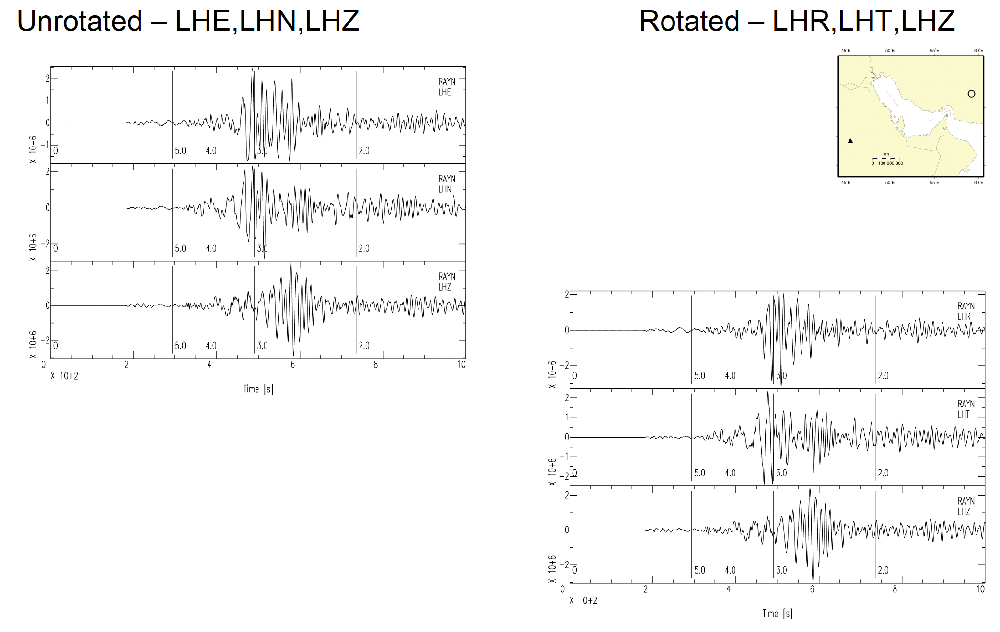 Unrotated – LHE,LHN,LHZ
2
1
0
−1
X 10+6
RAYN
LHE
0
5.0
4.0
3.0
2.0
2
0
−2
X 10+6
RAYN
LHN
0
5.0
4.0
3.0
2.0
2
0
−2
X 10+6
RAYN
LHZ
0
5.0
4.0
3.0
2.0
0 2 4 6 8 10
X 10+2
Time [s]
Rotated – LHR,LHT,LHZ
45˚E 50˚E 55˚E 60˚E
km
0 100 200 300
45˚E 50˚E 55˚E 60˚E
2
0
−2
X 10+6
RAYN
LHR
0
5.0
4.0
3.0
2.0
2
1
0
−1
−2
X 10+6
RAYN
LHT
0
5.0
4.0
3.0
2.0
2
0
−2
X 10+6
RAYN
LHZ
0
5.0
4.0
3.0
2.0
0 2 4 6 8 10
X 10+2
Time [s]